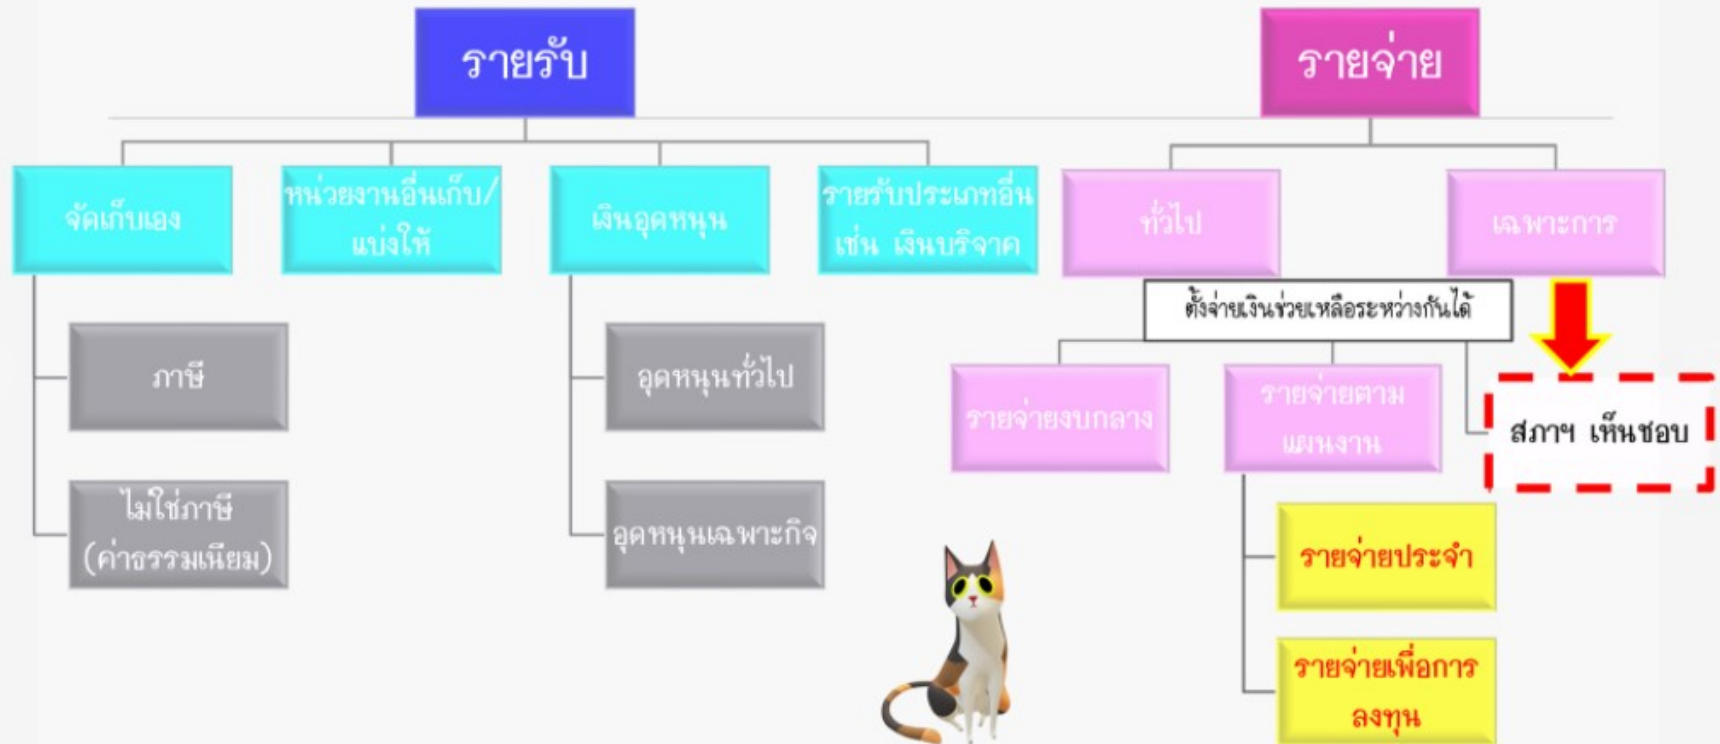 รายรับ
รายจ่าย
จัดเก็บเอง
หน่วยงานอื่นเก็บ/
แบ่งให้
เงินอุดหนุน
รายรับประเภทอื่น
เช่น เงินบริจาค
ทั่วไป
เฉพาะการ
ตั้งจ่ายเงินช่วยเหลือระหว่างกันได้
ภาษี
อุดหนุนทั่วไป
รายจ่ายงบกลาง
รายจ่ายตาม
แผนงาน
สภาฯ เห็นชอบ
ไม่ใช่ภาษี
(ค่าธรรมเนียม)
อุดหนุนเฉพาะกิจ
รายจ่ายประจำ
รายจ่ายเพื่อการ
ลงทุน